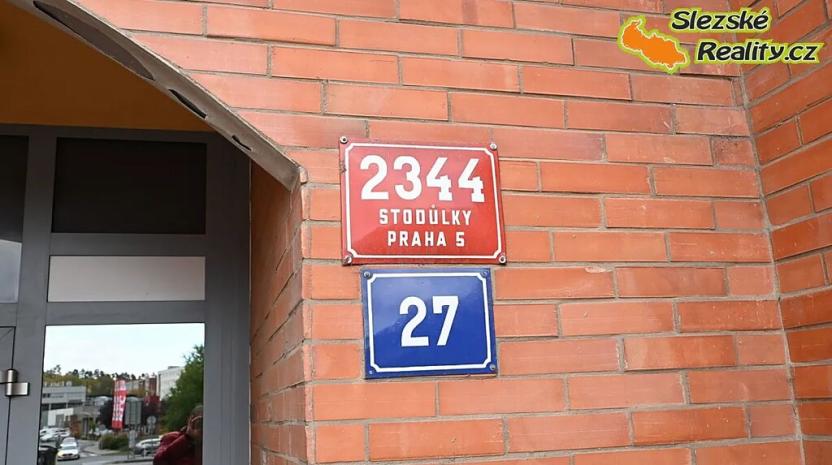 Slezské
Reality.cz
2344
STODŮLKY
PRAHA 5
27